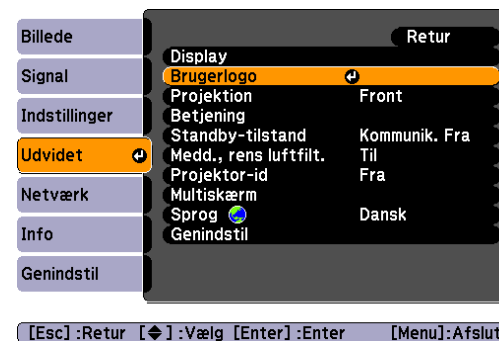 Billede
Signal
Indstillinger
Udvidet
Netværk
Info
Genindstil
Retur
Display
Brugerlogo
Projektion Front
Betjening
Standby-tilstand Kommunik. Fra
Medd., rens luftfilt. Til
Projektor-id Fra
Multiskærm
Sprog Dansk
Genindstil
[Esc] :Retur [◆] :Vælg [Enter] :Enter [Menu]:Afslut